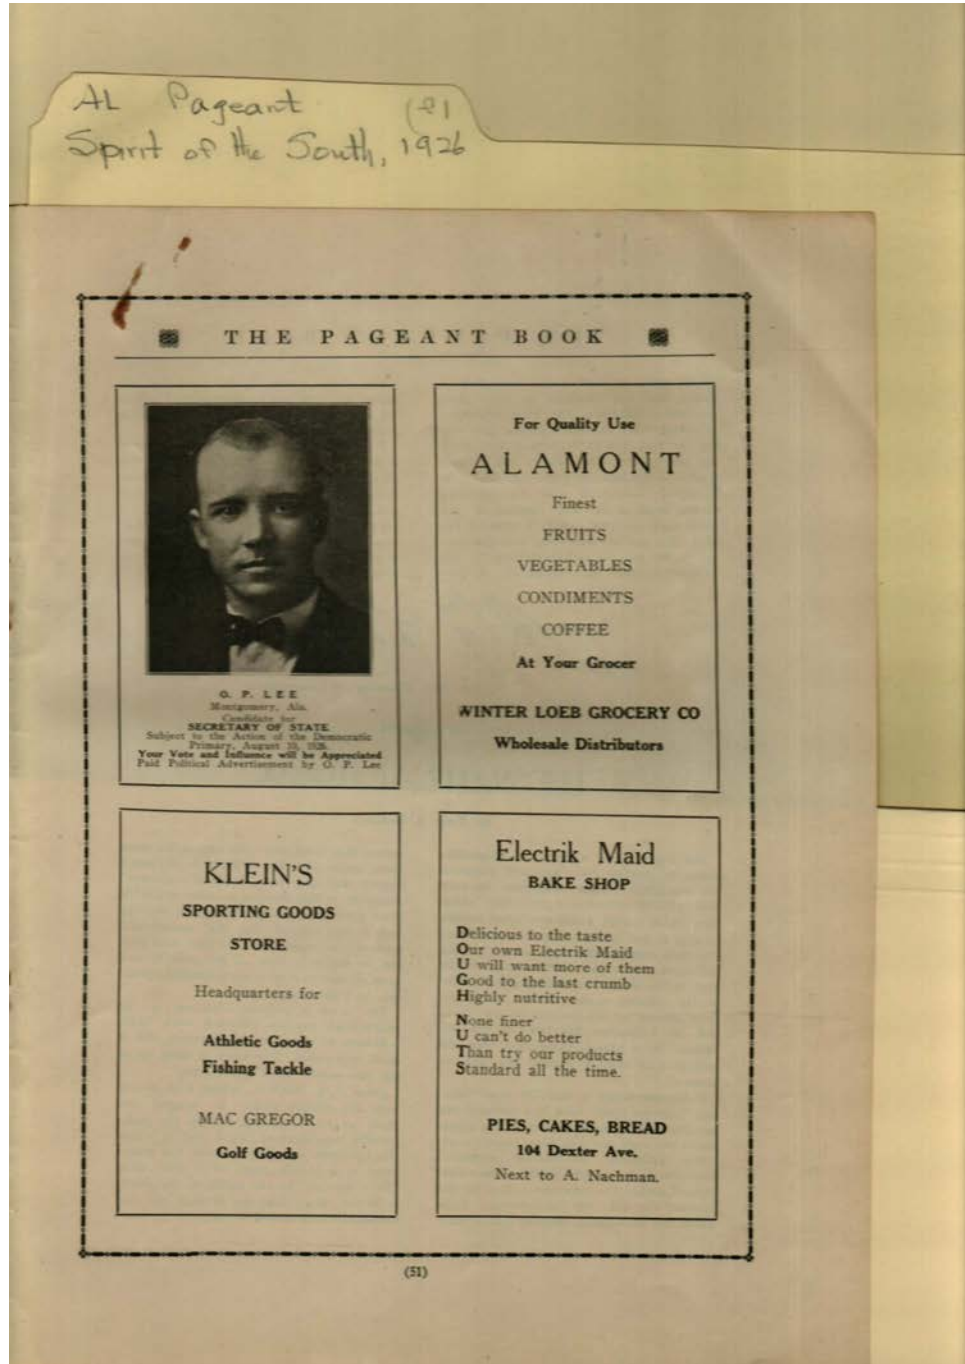 AL Pageant
Spirit of the South, 1926
THE PAGEANT BOOK
O. P. LEE
Montgomery, Ala.
Candidate for
SECRETARY OF STATE
Subject to the Action of the Democratic
Primary, August 10, 1926.
Your Vote and Influence will be Appreciated
Paid Political Advertisement by O. P. Lee
For Quality Use
ALAMONT
Finest
FRUITS
VEGETABLES
CONDIMENTS
COFFEE
At Your Grocer
WINTER LOEB GROCERY CO
Wholesale Distributors
KLEIN'S
SPORTING GOODS
STORE
Headquarters for
Athletic Goods
Fishing Tackle
MAC GREGOR
Golf Goods
Electrik Maid
BAKE SHOP
Delicious to the taste
Our own Electrik Maid
U will want more of them
Good to the last crumb
Highly nutritive
None finer
U can't do better
Than try our products
Standard all the time.
PIES, CAKES, BREAD
104 Dexter Ave.
Next to A. Nachman.
(51)